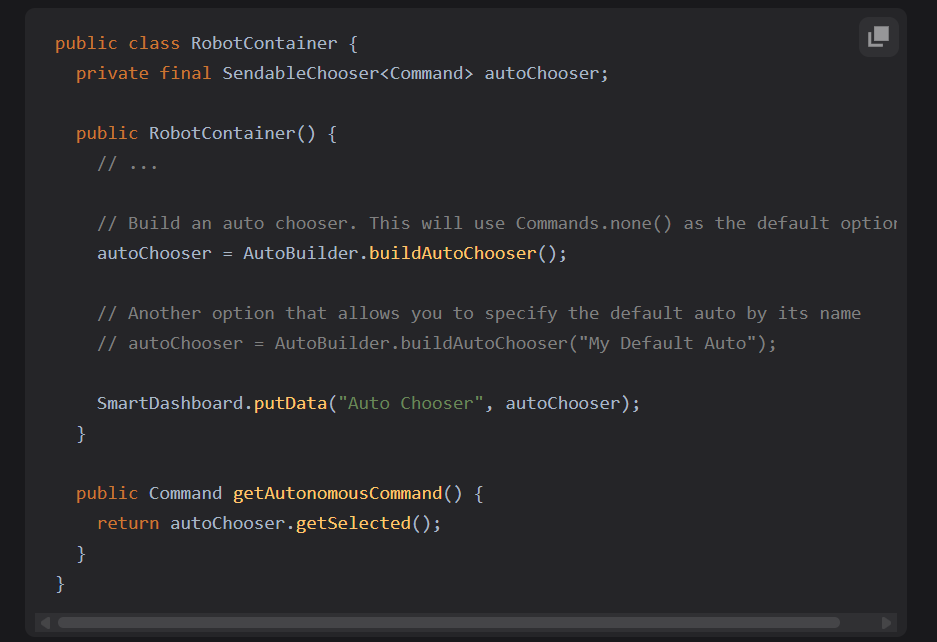 public class RobotContainer {
private final SendableChooser<Command> autoChooser;
public RobotContainer() {
// ...
// Build an auto chooser. This will use Commands.none() as the default option
autoChooser = AutoBuilder.buildAutoChooser();
// Another option that allows you to specify the default auto by its name
// autoChooser = AutoBuilder.buildAutoChooser("My Default Auto");
SmartDashboard.putData("Auto Chooser", autoChooser);
}
public Command getAutonomousCommand() {
return autoChooser.getSelected();
}
}